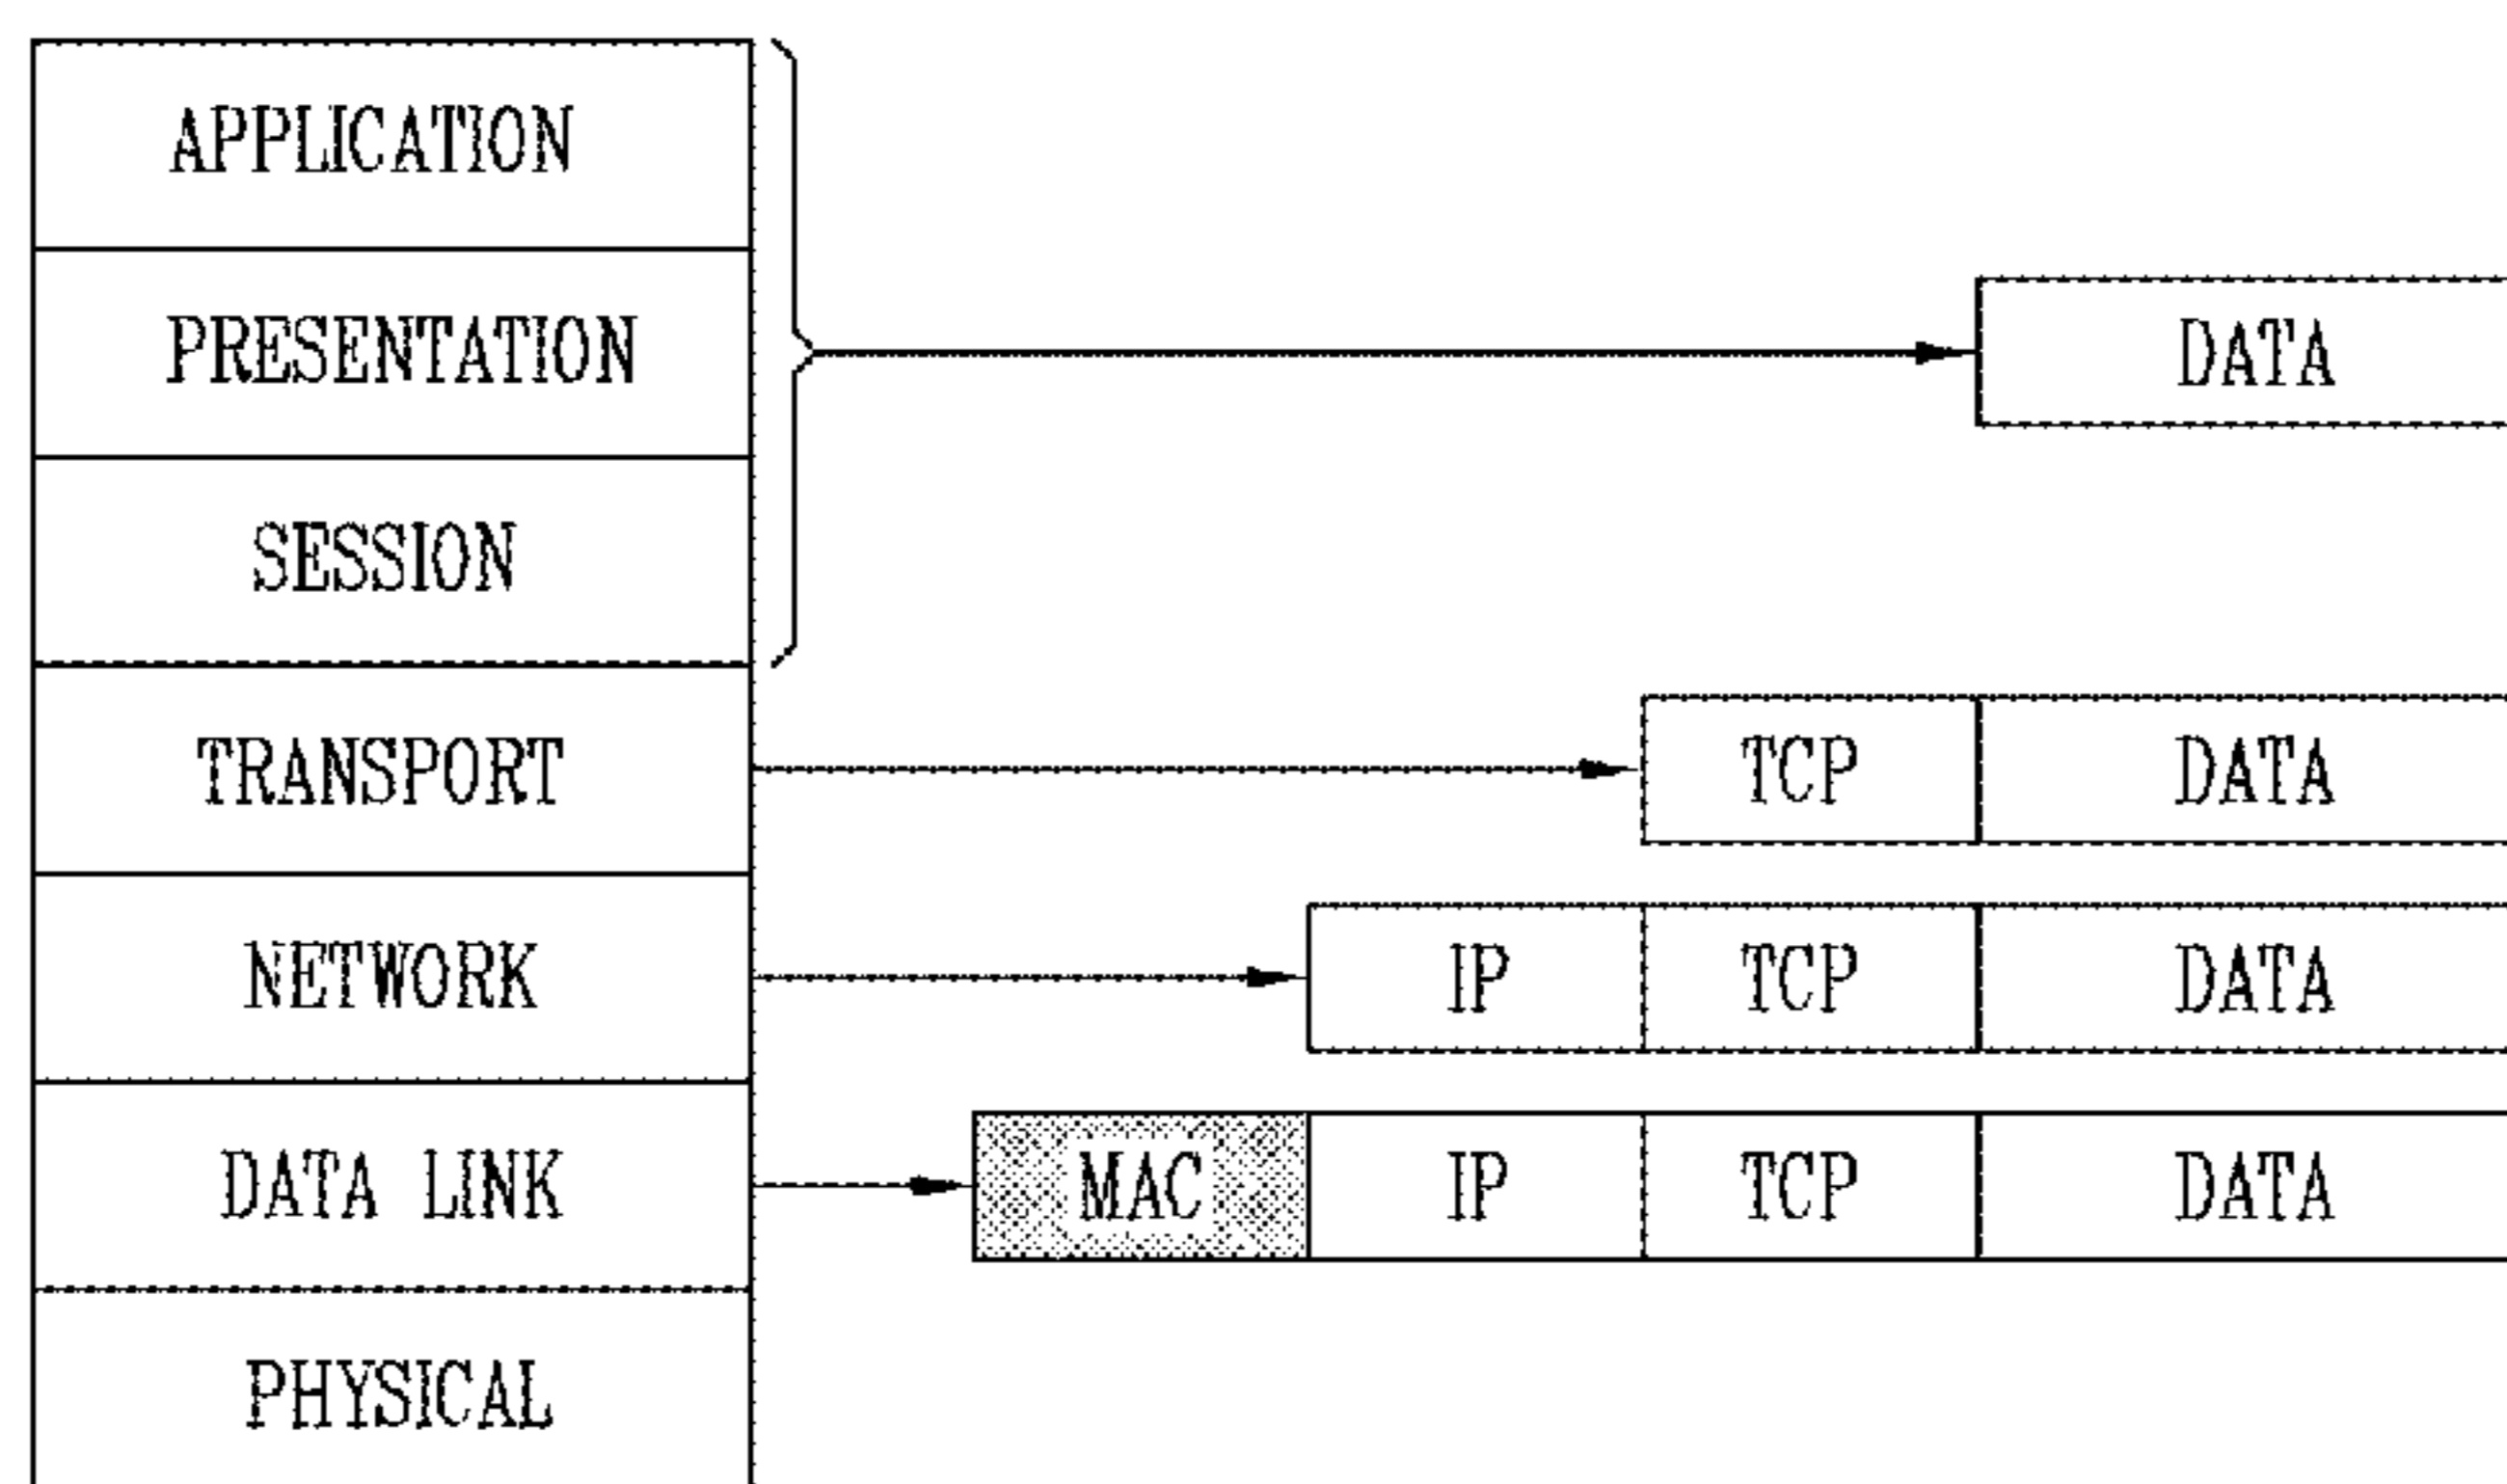 APPLICATION
PRESENTATION
DATA
SESSION
TRANSPORT
TCP DATA
NETWORK
IP TCP DATA
DATA LINK
MAC IP TCP DATA
PHYSICAL